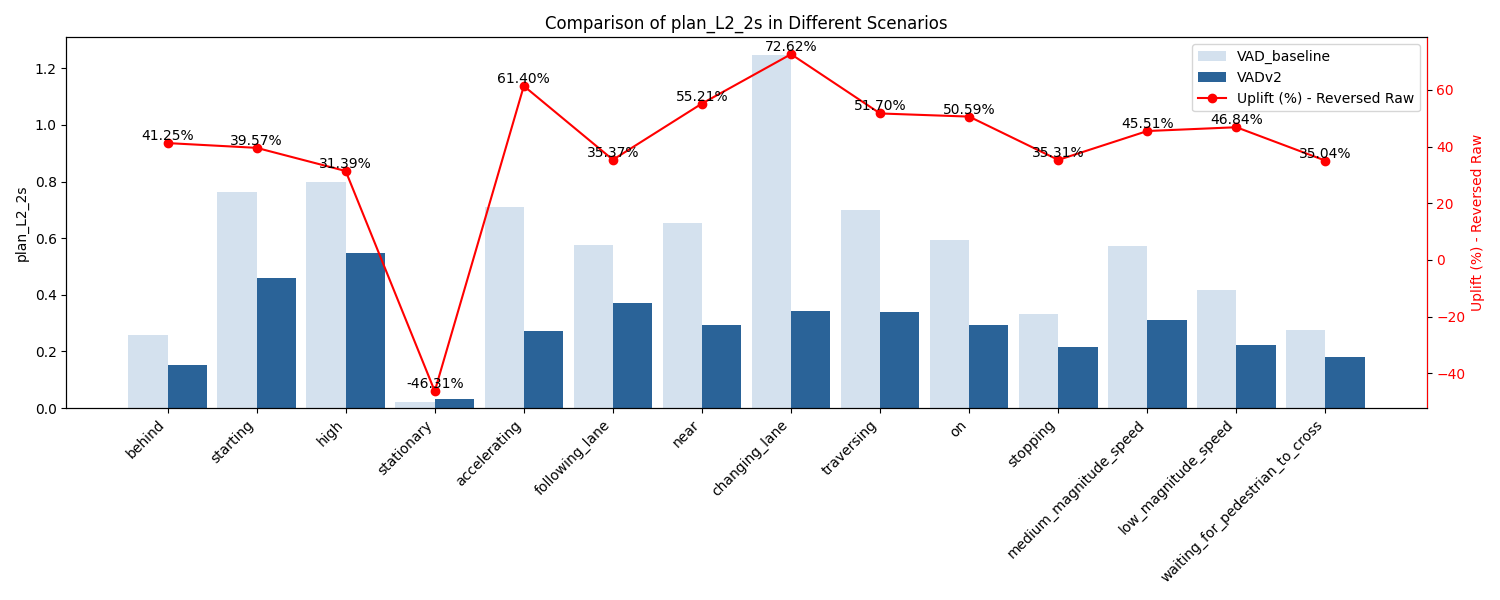 Comparison of plan_L2_2s in Different Scenarios
VAD_baseline
VADv2
Uplift (%) - Reversed Raw
plan_L2_2s
1.2
1.0
0.8
0.6
0.4
0.2
0.0
41.25%
39.57%
31.39%
-46.31%
61.40%
35.37%
55.21%
72.62%
51.70%
50.59%
35.31%
45.51%
46.84%
35.04%
60
40
20
0
−20
−40
Uplift (%) - Reversed Raw
behind
starting
high
stationary
accelerating
following_lane
near
changing_lane
traversing
on
stopping
medium_magnitude_speed
low_magnitude_speed
waiting_for_pedestrian_to_cross